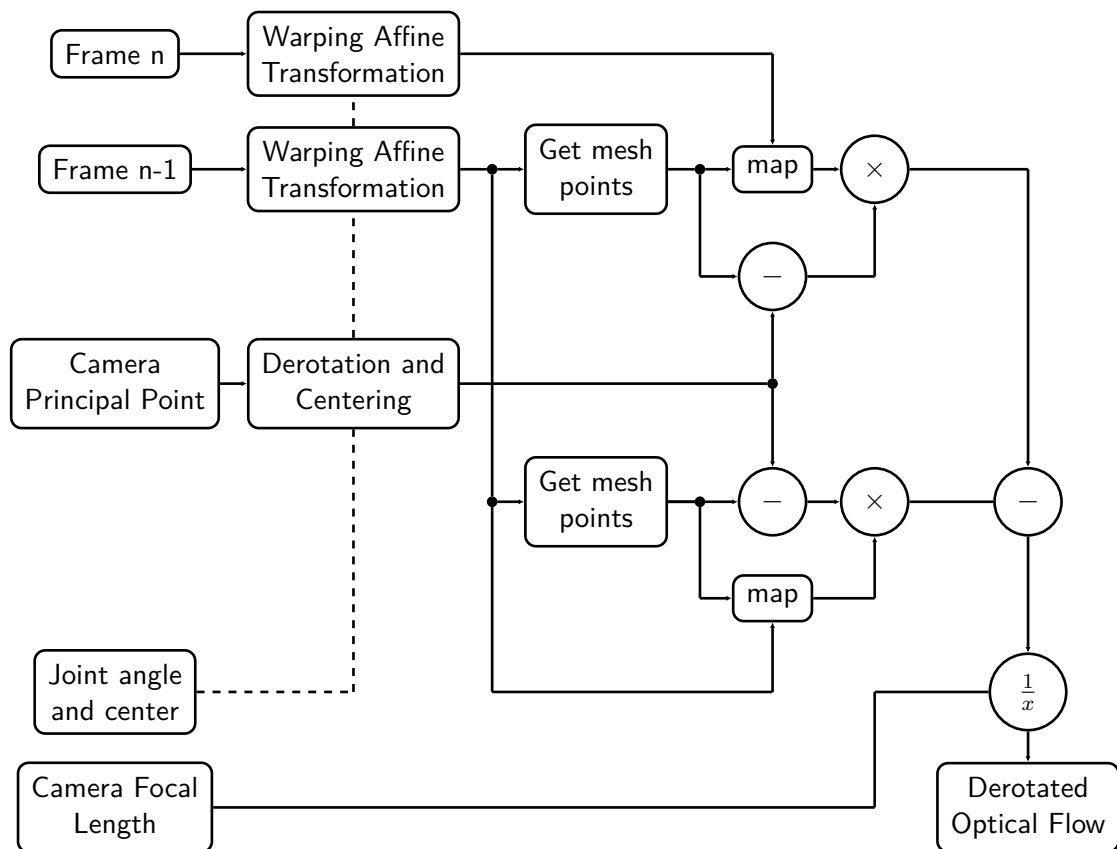 Frame n
Warping Affine
Transformation
Frame n-1
Warping Affine
Transformation
Get mesh
points
map
×
−
Camera
Principal Point
Derotation and
Centering
Get mesh
points
−
×
−
map
Joint angle
and center
1
x
Camera Focal
Length
Derotated
Optical Flow